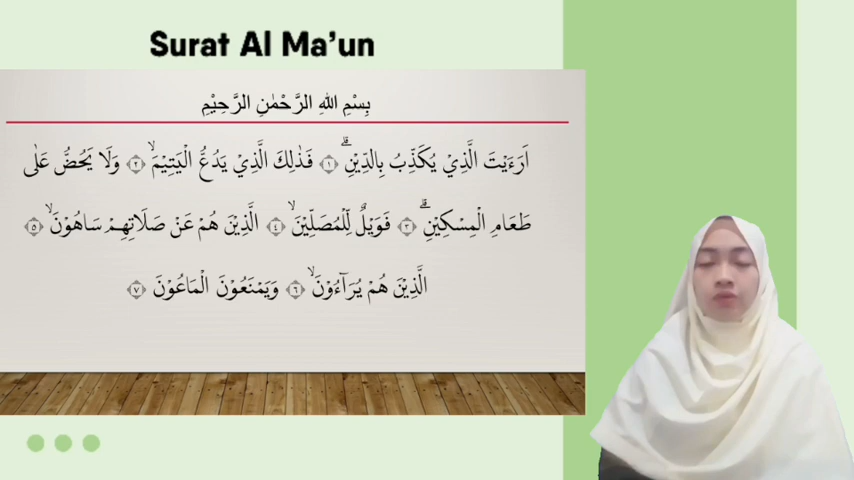 Surat Al Ma'un
بِسْمِ اللهِ الرَّحْمٰنِ الرَّحِيْمِ
اَرَءَيْتَ الَّذِيْ يُكَذِّبُ بِالدِّيْنِۗ ۝١ فَذٰلِكَ الَّذِيْ يَدُعُّ الْيَتِيْمَۙ ۝٢ وَلَا يَحُضُّ عَلٰى
طَعَامِ الْمِسْكِيْنِۗ ۝٣ فَوَيْلٌ لِّلْمُصَلِّيْنَۙ ۝٤ الَّذِيْنَ هُمْ عَنْ صَلَاتِهِمْ سَاهُوْنَۙ ۝٥
الَّذِيْنَ هُمْ يُرَاۤءُوْنَۙ ۝٦ وَيَمْنَعُوْنَ الْمَاعُوْنَ ۝٧